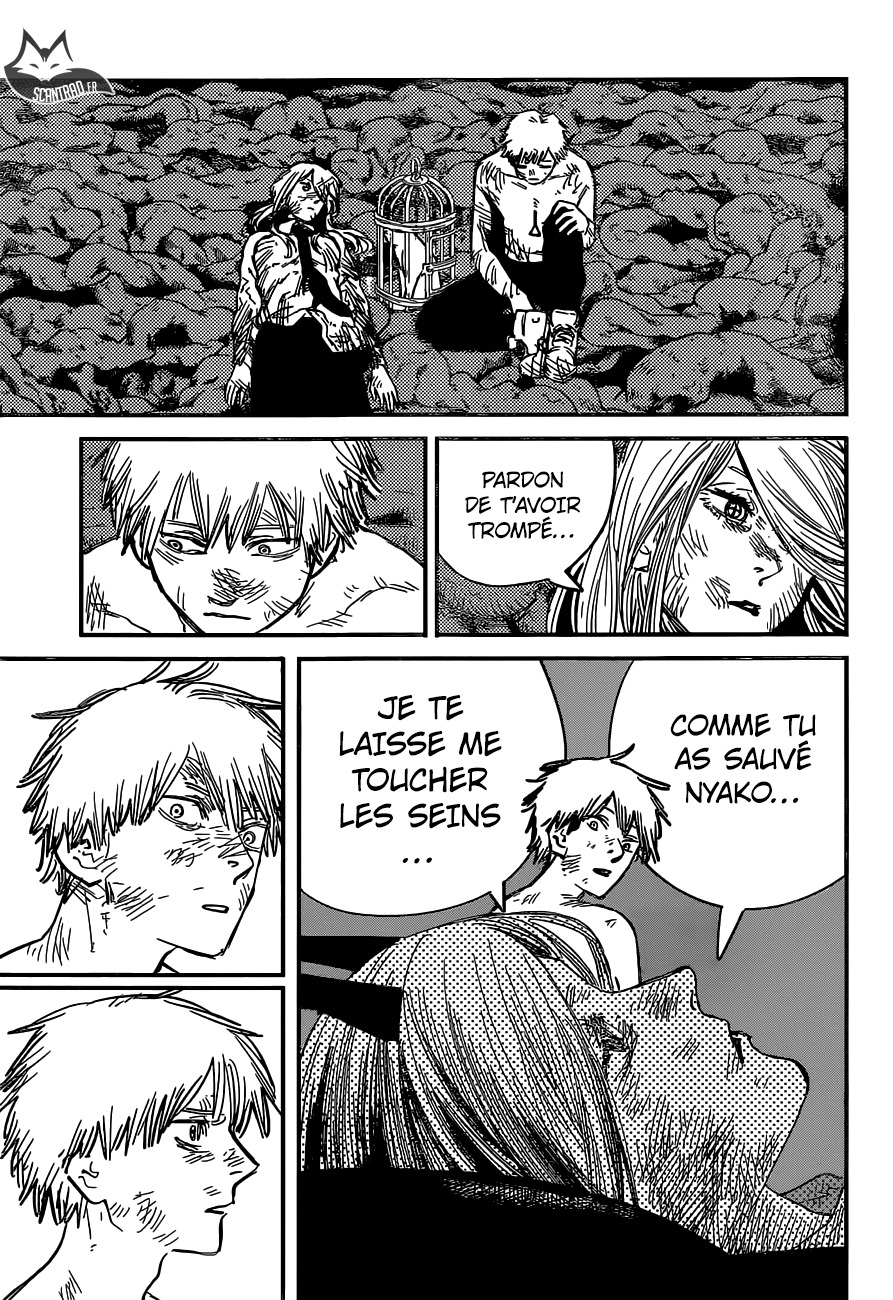 SCANTRAD.FR
PARDON
DE T'AVOIR
TROMPÉ...
COMME TU
AS SAUVÉ
NYAKO...
JE TE
LAISSE ME
TOUCHER
LES SEINS
...